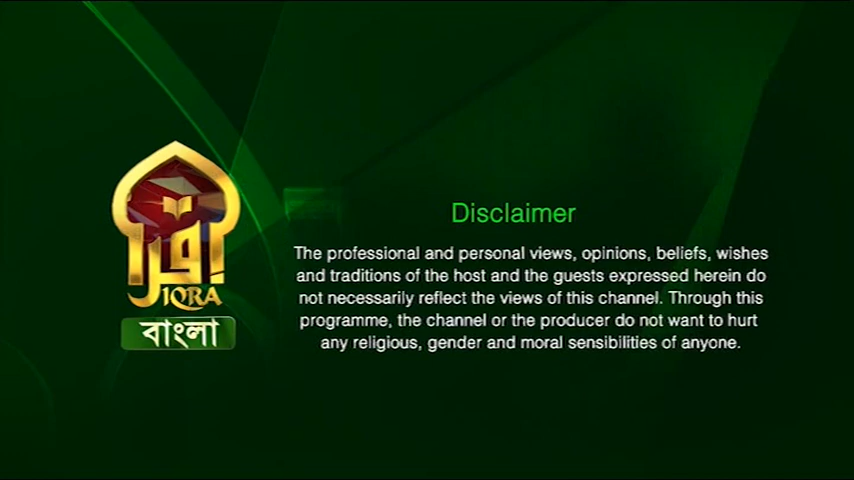 اقرأ
IQRA
বাংলা
Disclaimer
The professional and personal views, opinions, beliefs, wishes
and traditions of the host and the guests expressed herein do
not necessarily reflect the views of this channel. Through this
programme, the channel or the producer do not want to hurt
any religious, gender and moral sensibilities of anyone.